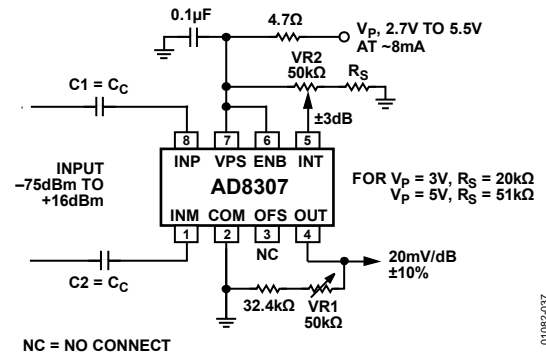 0.1µF
4.7Ω
VP, 2.7V TO 5.5V
AT ~8mA
VR2
50kΩ
RS
C1 = CC
±3dB
8 7 6 5
INP VPS ENB INT
INPUT
–75dBm TO
+16dBm
AD8307
FOR VP = 3V, RS = 20kΩ
VP = 5V, RS = 51kΩ
INM COM OFS OUT
1 2 3 4
NC
C2 = CC
20mV/dB
±10%
32.4kΩ
VR1
50kΩ
NC = NO CONNECT
01082-037